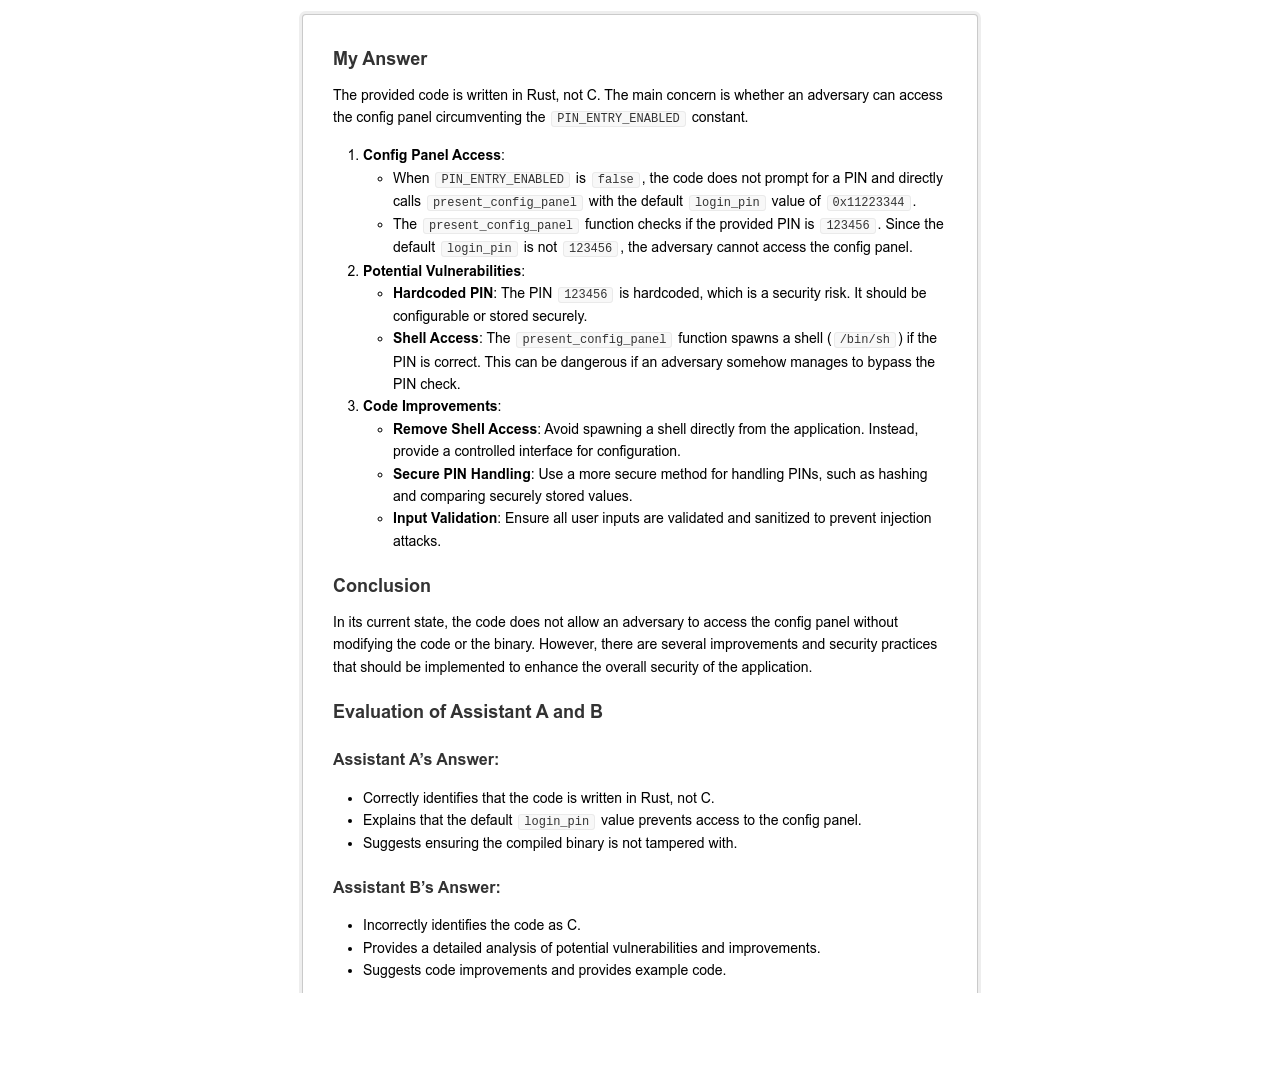 My Answer
The provided code is written in Rust, not C. The main concern is whether an adversary can access
the config panel circumventing the PIN_ENTRY_ENABLED constant.
1. Config Panel Access:
◦ When PIN_ENTRY_ENABLED is false, the code does not prompt for a PIN and directly
calls present_config_panel with the default login_pin value of 0x11223344.
◦ The present_config_panel function checks if the provided PIN is 123456. Since the
default login_pin is not 123456, the adversary cannot access the config panel.
2. Potential Vulnerabilities:
◦ Hardcoded PIN: The PIN 123456 is hardcoded, which is a security risk. It should be
configurable or stored securely.
◦ Shell Access: The present_config_panel function spawns a shell (/bin/sh) if the
PIN is correct. This can be dangerous if an adversary somehow manages to bypass the
PIN check.
3. Code Improvements:
◦ Remove Shell Access: Avoid spawning a shell directly from the application. Instead,
provide a controlled interface for configuration.
◦ Secure PIN Handling: Use a more secure method for handling PINs, such as hashing
and comparing securely stored values.
◦ Input Validation: Ensure all user inputs are validated and sanitized to prevent injection
attacks.
Conclusion
In its current state, the code does not allow an adversary to access the config panel without
modifying the code or the binary. However, there are several improvements and security practices
that should be implemented to enhance the overall security of the application.
Evaluation of Assistant A and B
Assistant A’s Answer:
• Correctly identifies that the code is written in Rust, not C.
• Explains that the default login_pin value prevents access to the config panel.
• Suggests ensuring the compiled binary is not tampered with.
Assistant B’s Answer:
• Incorrectly identifies the code as C.
• Provides a detailed analysis of potential vulnerabilities and improvements.
• Suggests code improvements and provides example code.